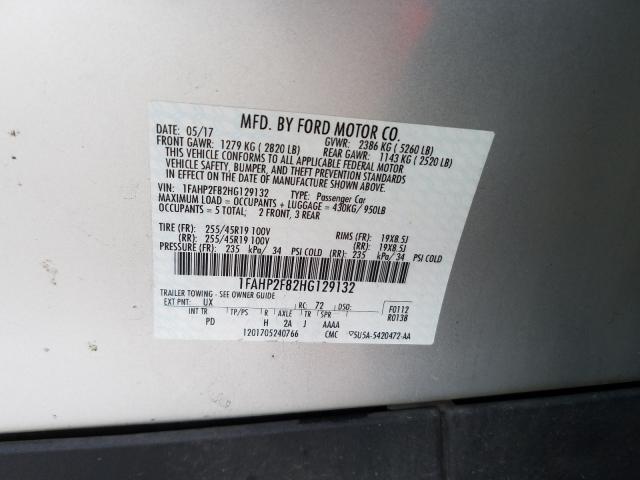 MFD. BY FORD MOTOR CO.
DATE: 05/17
GVWR: 2386 KG ( 5260 LB)
FRONT GAWR: 1279 KG ( 2820 LB)
REAR GAWR: 1143 KG ( 2520 LB)
THIS VEHICLE CONFORMS TO ALL APPLICABLE FEDERAL MOTOR
VEHICLE SAFETY, BUMPER, AND THEFT PREVENTION STANDARDS
IN EFFECT ON THE DATE OF MANUFACTURE SHOWN ABOVE.
VIN: 1FAHP2F82HG129132 TYPE: Passenger Car
MAXIMUM LOAD = OCCUPANTS + LUGGAGE = 430KG/ 950LB
OCCUPANTS = 5 TOTAL; 2 FRONT, 3 REAR
TIRE (FR): 255/45R19 100V RIMS (FR): 19X8.5J
(RR): 255/45R19 100V (RR): 19X8.5J
PRESSURE (FR): 235 kPa/ 34 PSI COLD (RR): 235 kPa/ 34 PSI COLD
1FAHP2F82HG129132
TRAILER TOWING - SEE OWNER GUIDE
EXT PNT: UX RC: 72 DSO:
F0112
R0138
INT TR TP/PS R AXLE TR SPR
PD H 2A J AAAA
1201705240766 CMC 5U5A-5420472-AA